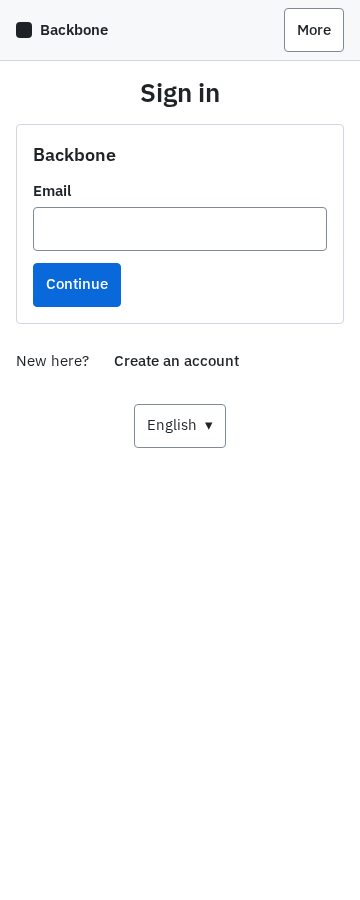 Backbone
More
Sign in
Backbone
Email
Continue
New here? Create an account
English ▾